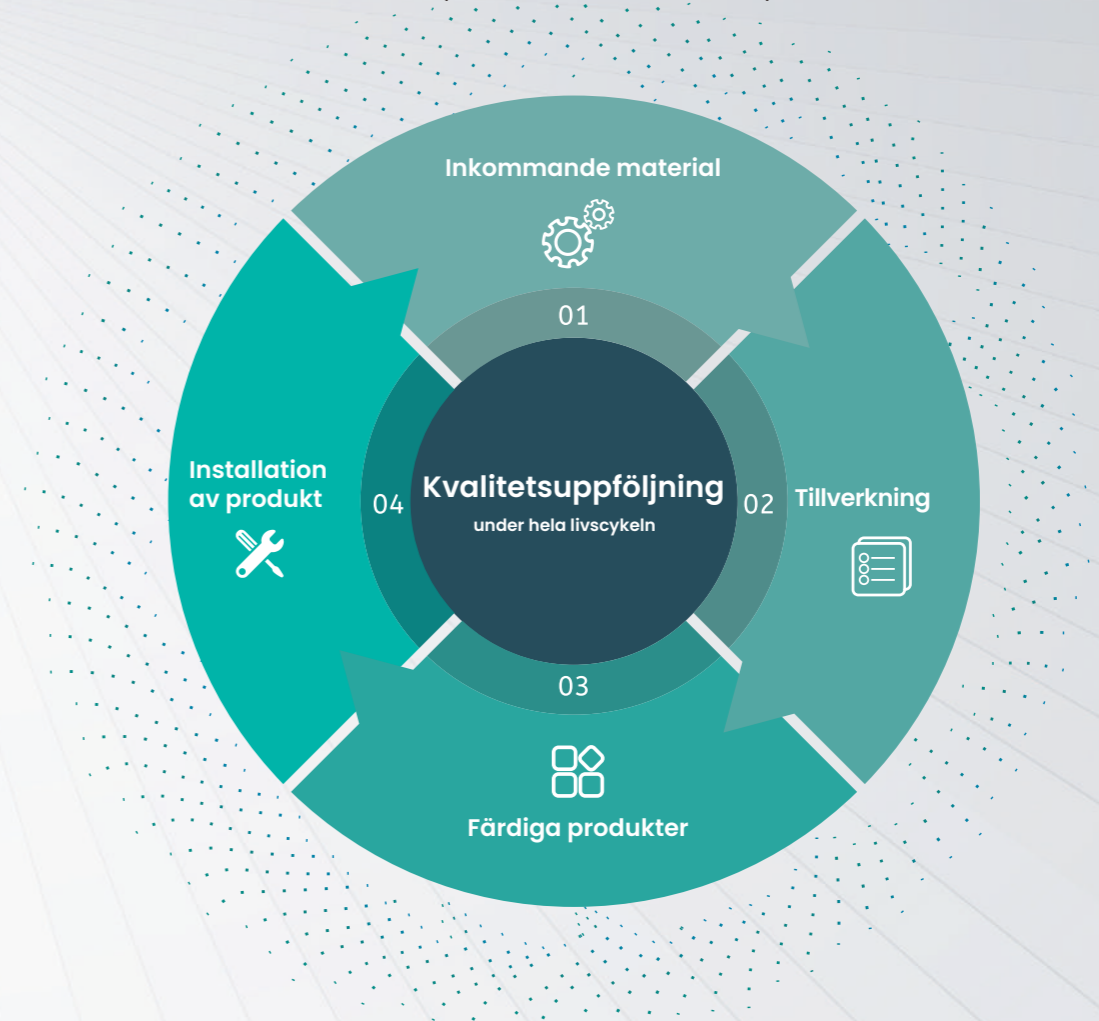 Inkommande material
01
Kvalitetsuppföljning
under hela livscykeln
02
Tillverkning
03
Färdiga produkter
04
Installation
av produkt